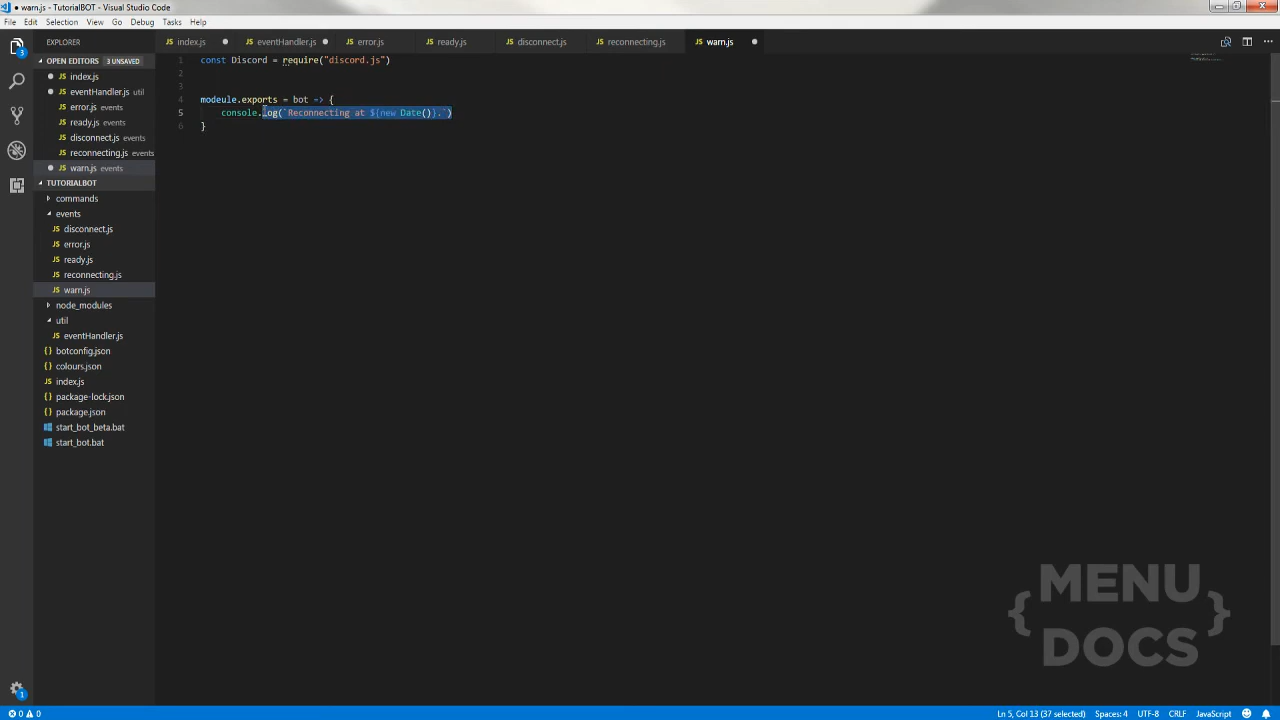 warn.js - TutorialBOT - Visual Studio Code
File Edit Selection View Go Debug Tasks Help
EXPLORER
index.js eventHandler.js error.js ready.js disconnect.js reconnecting.js warn.js
OPEN EDITORS 3 UNSAVED
index.js
eventHandler.js util
error.js events
ready.js events
disconnect.js events
reconnecting.js events
warn.js events
TUTORIALBOT
commands
events
disconnect.js
error.js
ready.js
reconnecting.js
warn.js
node_modules
util
eventHandler.js
botconfig.json
colours.json
index.js
package-lock.json
package.json
start_bot_beta.bat
start_bot.bat
1 const Discord = require("discord.js")
2
3
4 modeule.exports = bot => {
5 console.log(`Reconnecting at ${new Date()}.`)
6 }
{ MENU DOCS }
0 0 Ln 5, Col 13 (37 selected) Spaces: 4 UTF-8 CRLF JavaScript